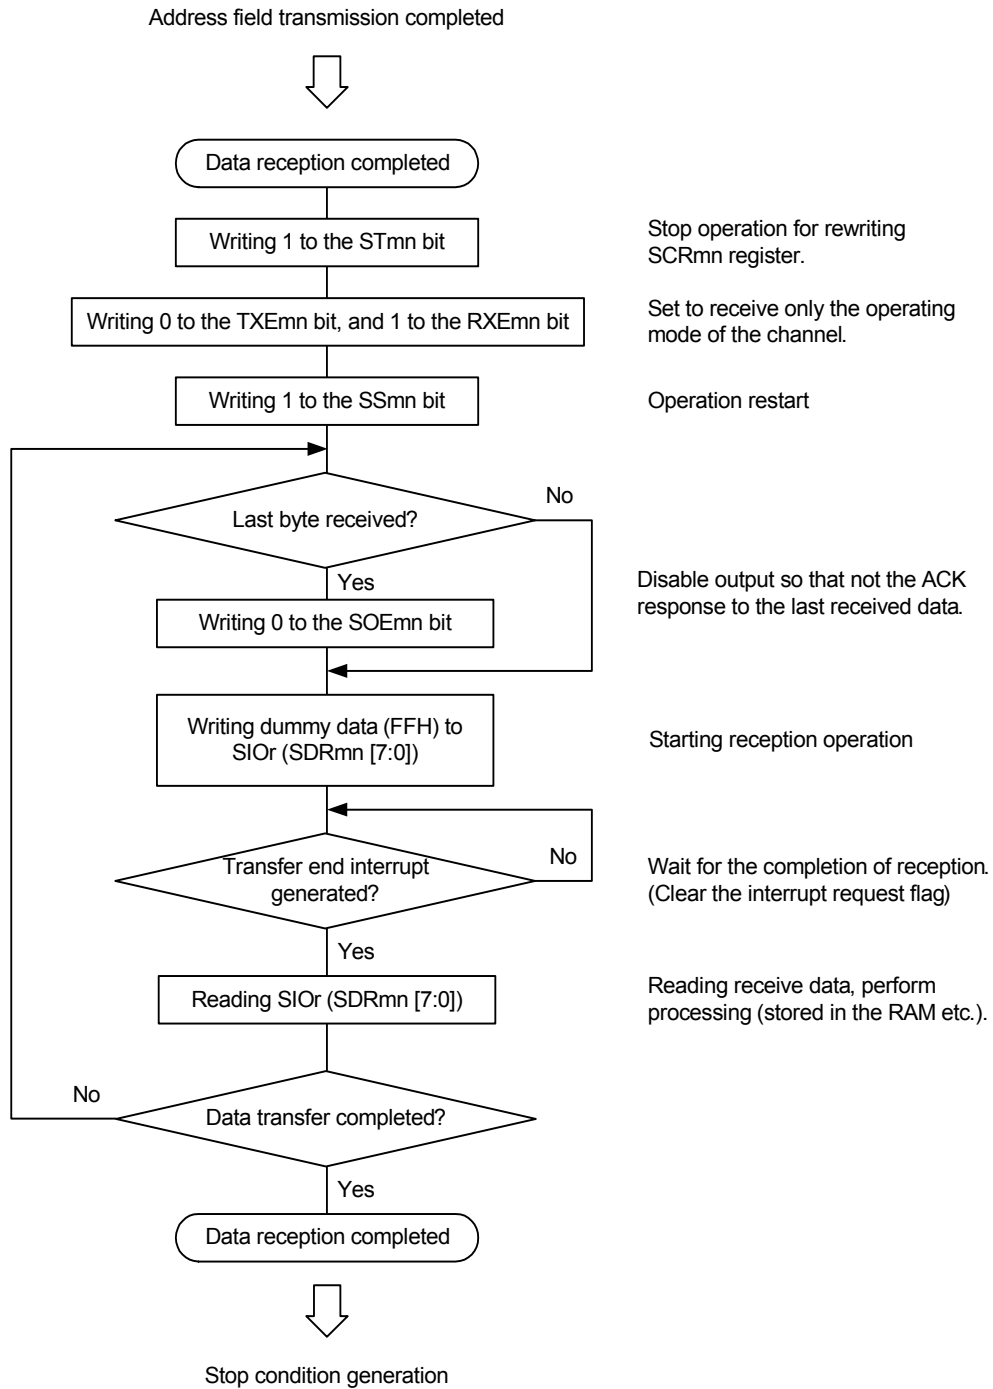 Address field transmission completed
Data reception completed
Writing 1 to the STmn bit
Stop operation for rewriting
SCRmn register.
Writing 0 to the TXEmn bit, and 1 to the RXEmn bit
Set to receive only the operating
mode of the channel.
Writing 1 to the SSmn bit
Operation restart
Last byte received?
No
Yes
Disable output so that not the ACK
response to the last received data.
Writing 0 to the SOEmn bit
Writing dummy data (FFH) to
SIOr (SDRmn [7:0])
Starting reception operation
Transfer end interrupt
generated?
No
Wait for the completion of reception.
(Clear the interrupt request flag)
Yes
Reading SIOr (SDRmn [7:0])
Reading receive data, perform
processing (stored in the RAM etc.).
No
Data transfer completed?
Yes
Data reception completed
Stop condition generation